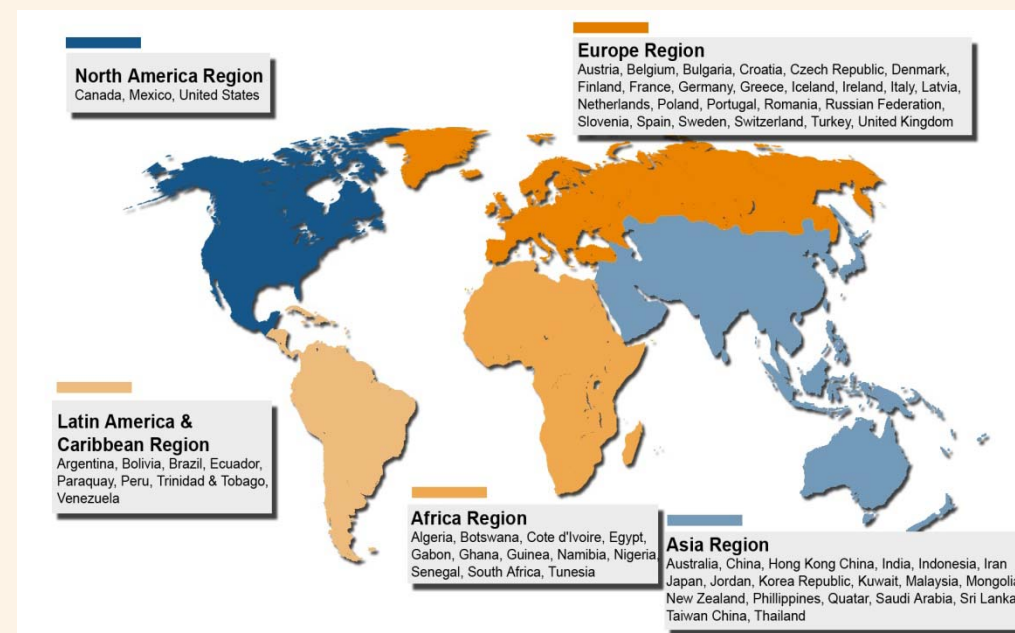 North America Region
Canada, Mexico, United States
Europe Region
Austria, Belgium, Bulgaria, Croatia, Czech Republic, Denmark,
Finland, France, Germany, Greece, Iceland, Ireland, Italy, Latvia,
Netherlands, Poland, Portugal, Romania, Russian Federation,
Slovenia, Spain, Sweden, Switzerland, Turkey, United Kingdom
Latin America &
Caribbean Region
Argentina, Bolivia, Brazil, Ecuador,
Paraquay, Peru, Trinidad & Tobago,
Venezuela
Africa Region
Algeria, Botswana, Cote d'Ivoire, Egypt,
Gabon, Ghana, Guinea, Namibia, Nigeria,
Senegal, South Africa, Tunesia
Asia Region
Australia, China, Hong Kong China, India, Indonesia, Iran
Japan, Jordan, Korea Republic, Kuwait, Malaysia, Mongolia
New Zealand, Phillippines, Quatar, Saudi Arabia, Sri Lanka
Taiwan China, Thailand